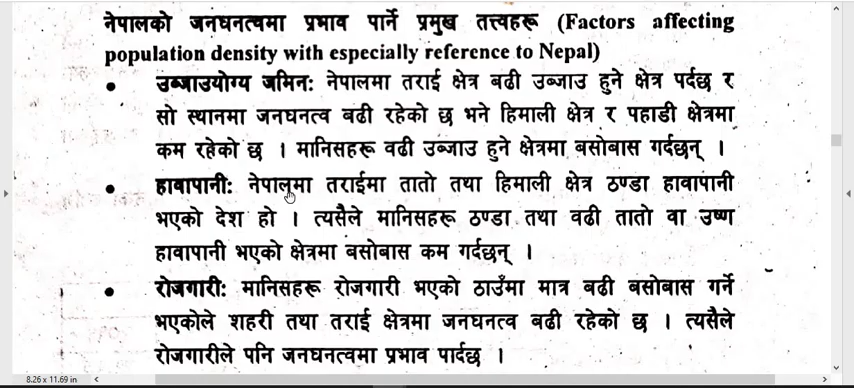 नेपालको जनघनत्वमा प्रभाव पार्ने प्रमुख तत्त्वहरू (Factors affecting
population density with especially reference to Nepal)
• उब्जाउयोग्य जमिन: नेपालमा तराई क्षेत्र बढी उब्जाउ हुने क्षेत्र पर्दछ र
सो स्थानमा जनघनत्व बढी रहेको छ भने हिमाली क्षेत्र र पहाडी क्षेत्रमा
कम रहेको छ । मानिसहरू वढी उब्जाउ हुने क्षेत्रमा बसोबास गर्दछन् ।
• हावापानी: नेपालमा तराईमा तातो तथा हिमाली क्षेत्र ठण्डा हावापानी
भएको देश हो । त्यसैले मानिसहरू ठण्डा तथा वढी तातो वा उष्ण
हावापानी भएको क्षेत्रमा बसोबास कम गर्दछन् ।
• रोजगारी: मानिसहरू रोजगारी भएको ठाउँमा मात्र बढी बसोबास गर्ने
भएकोले शहरी तथा तराई क्षेत्रमा जनघनत्व बढी रहेको छ । त्यसैले
रोजगारीले पनि जनघनत्वमा प्रभाव पार्दछ ।
8.26 x 11.69 in